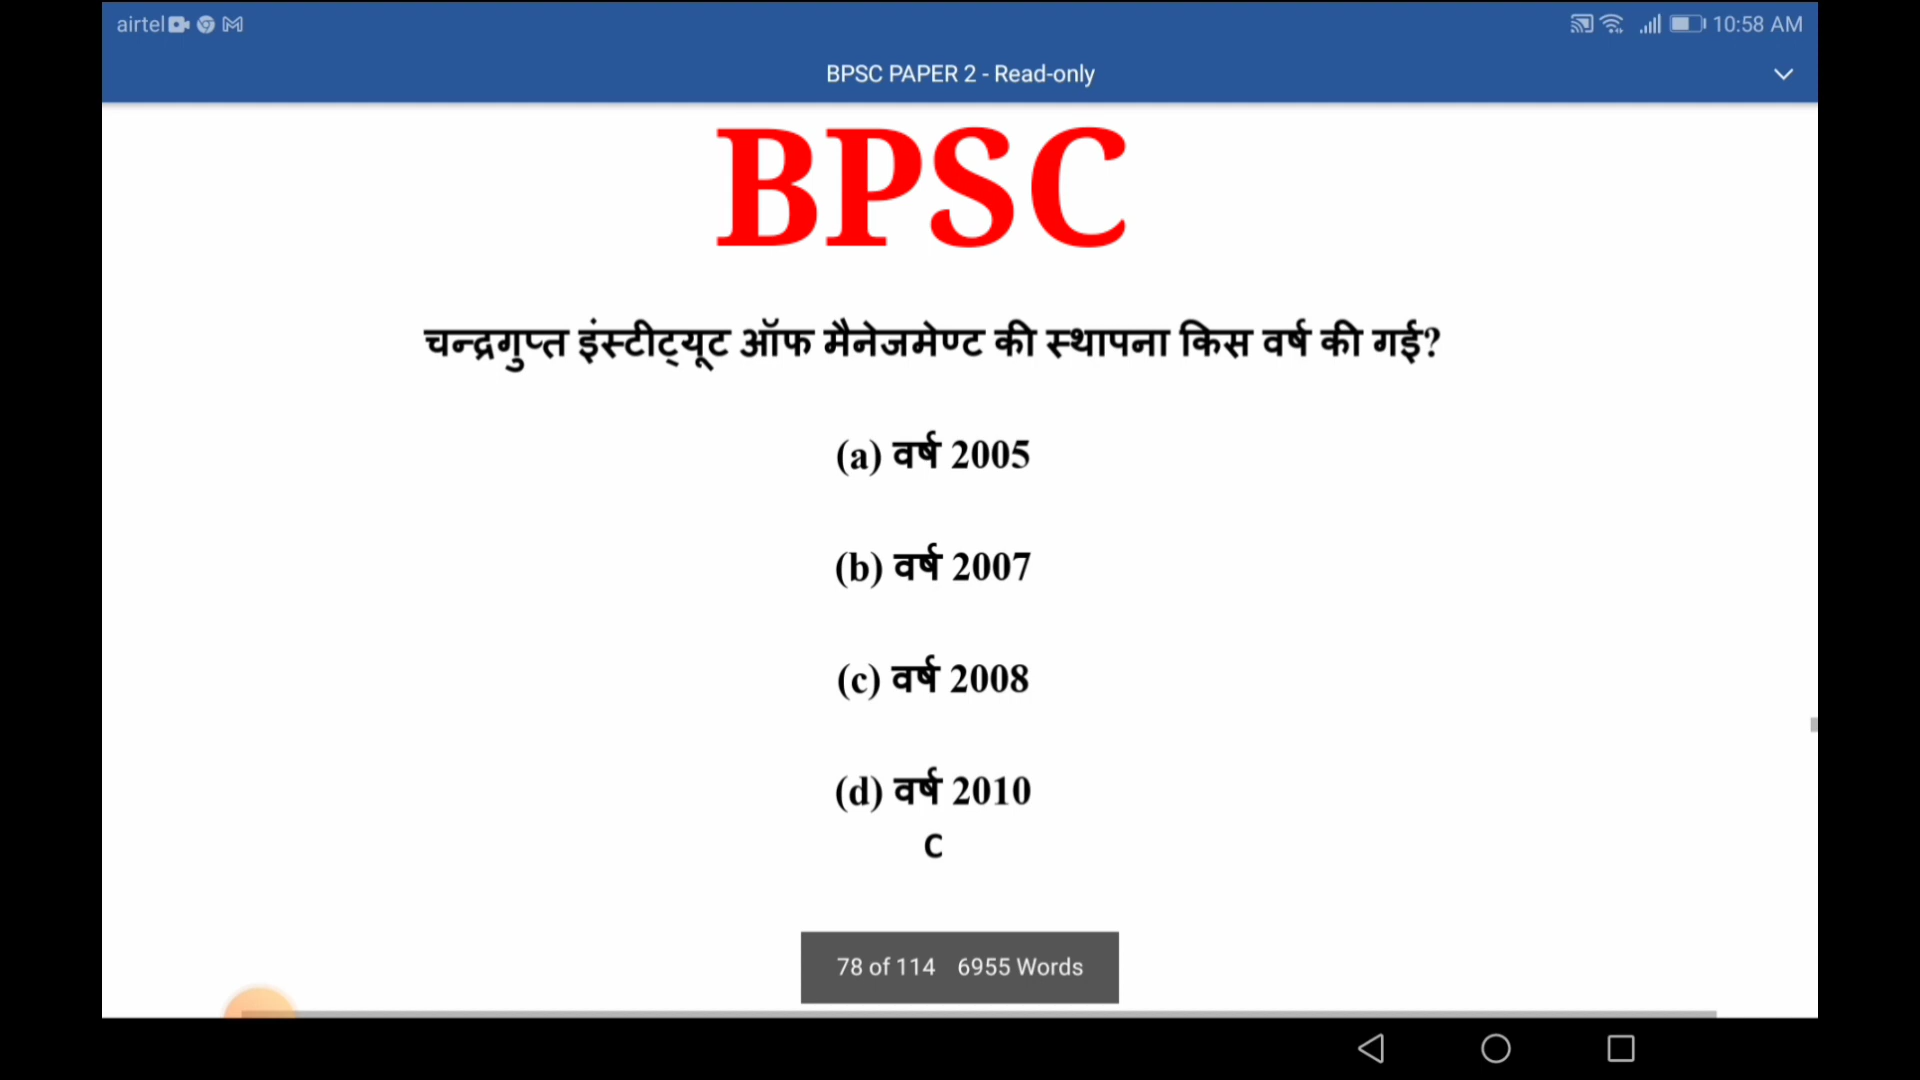 airtel 10:58 AM
BPSC PAPER 2 - Read-only
BPSC
चन्द्रगुप्त इंस्टीट्यूट ऑफ मैनेजमेण्ट की स्थापना किस वर्ष की गई?
(a) वर्ष 2005
(b) वर्ष 2007
(c) वर्ष 2008
(d) वर्ष 2010
C
78 of 114 6955 Words